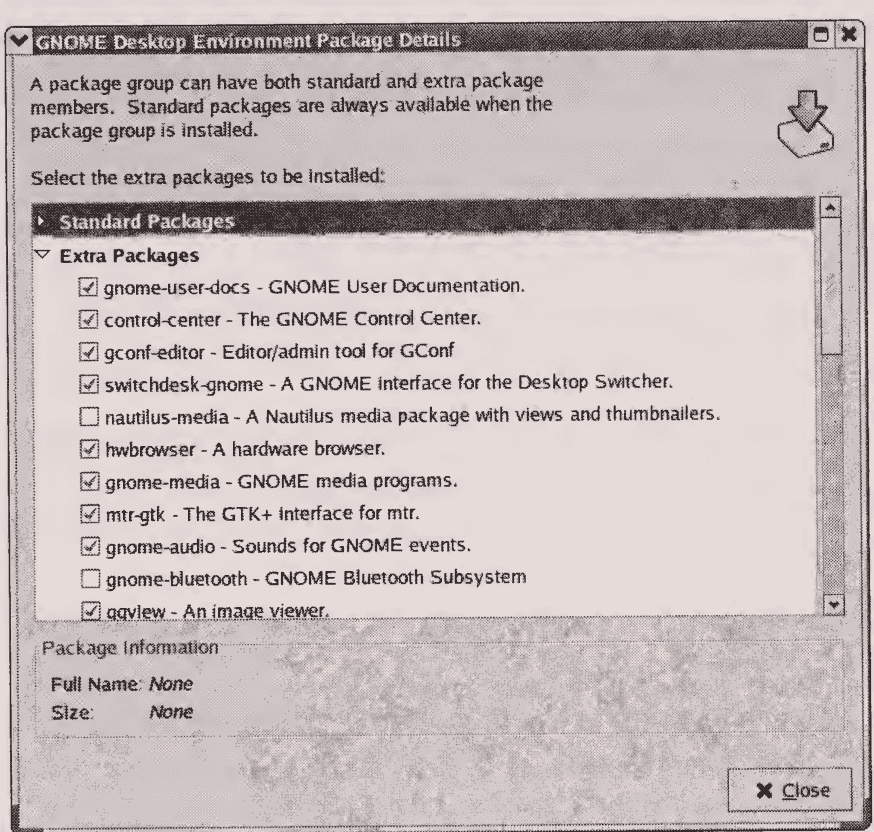 GNOME Desktop Environment Package Details
A package group can have both standard and extra package
members. Standard packages are always available when the
package group is installed.
Select the extra packages to be installed:
Standard Packages
Extra Packages
gnome-user-docs - GNOME User Documentation.
control-center - The GNOME Control Center.
gconf-editor - Editor/admin tool for GConf
switchdesk-gnome - A GNOME interface for the Desktop Switcher.
nautilus-media - A Nautilus media package with views and thumbnailers.
hwbrowser - A hardware browser.
gnome-media - GNOME media programs.
mtr-gtk - The GTK+ interface for mtr.
gnome-audio - Sounds for GNOME events.
gnome-bluetooth - GNOME Bluetooth Subsystem
gqview - An image viewer.
Package Information
Full Name: None
Size: None
Close